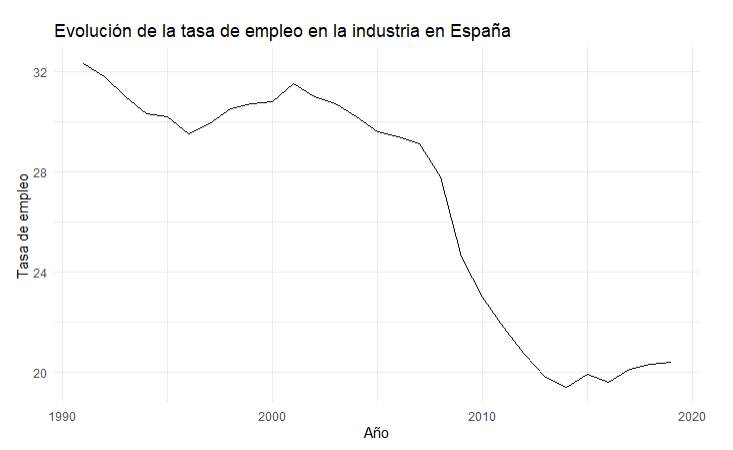 Evolución de la tasa de empleo en la industria en España
Tasa de empleo
32
28
24
20
1990
2000
2010
2020
Año